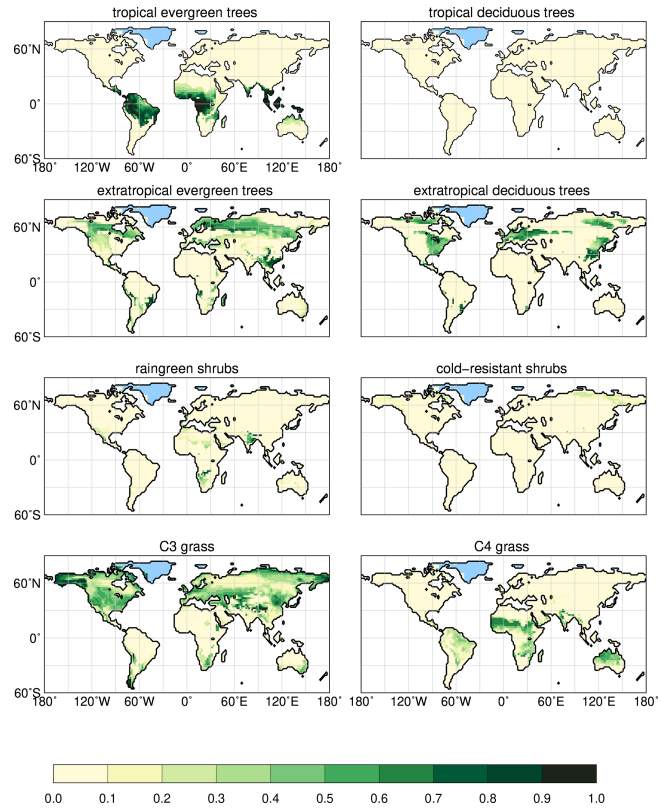 tropical evergreen trees
tropical deciduous trees
60˚N
0˚
60˚S
180˚ 120˚W 60˚W 0˚ 60˚E 120˚E 180˚
extratropical evergreen trees
extratropical deciduous trees
60˚N
0˚
60˚S
raingreen shrubs
cold−resistant shrubs
60˚N
0˚
60˚S
C3 grass
C4 grass
60˚N
0˚
60˚S
180˚ 120˚W 60˚W 0˚ 60˚E 120˚E 180˚
120˚W 60˚W 0˚ 60˚E 120˚E 180˚
0.0 0.1 0.2 0.3 0.4 0.5 0.6 0.7 0.8 0.9 1.0